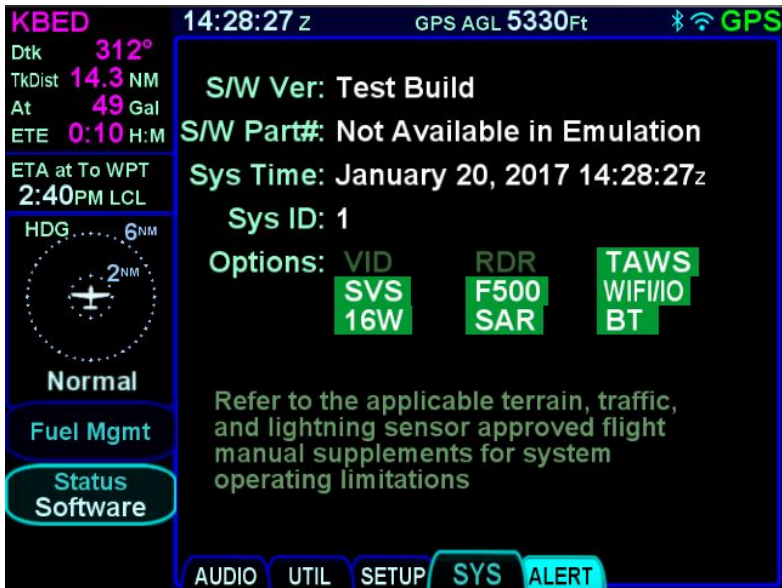 KBED
14:28:27 Z
GPS AGL 5330Ft
GPS
Dtk 312°
TkDist 14.3 NM
At 49 Gal
ETE 0:10 H:M
ETA at To WPT
2:40PM LCL
HDG
6NM
2NM
Normal
Fuel Mgmt
Status
Software
S/W Ver: Test Build
S/W Part#: Not Available in Emulation
Sys Time: January 20, 2017 14:28:27z
Sys ID: 1
Options: VID RDR TAWS
SVS F500 WIFI/IO
16W SAR BT
Refer to the applicable terrain, traffic,
and lightning sensor approved flight
manual supplements for system
operating limitations
AUDIO UTIL SETUP SYS ALERT